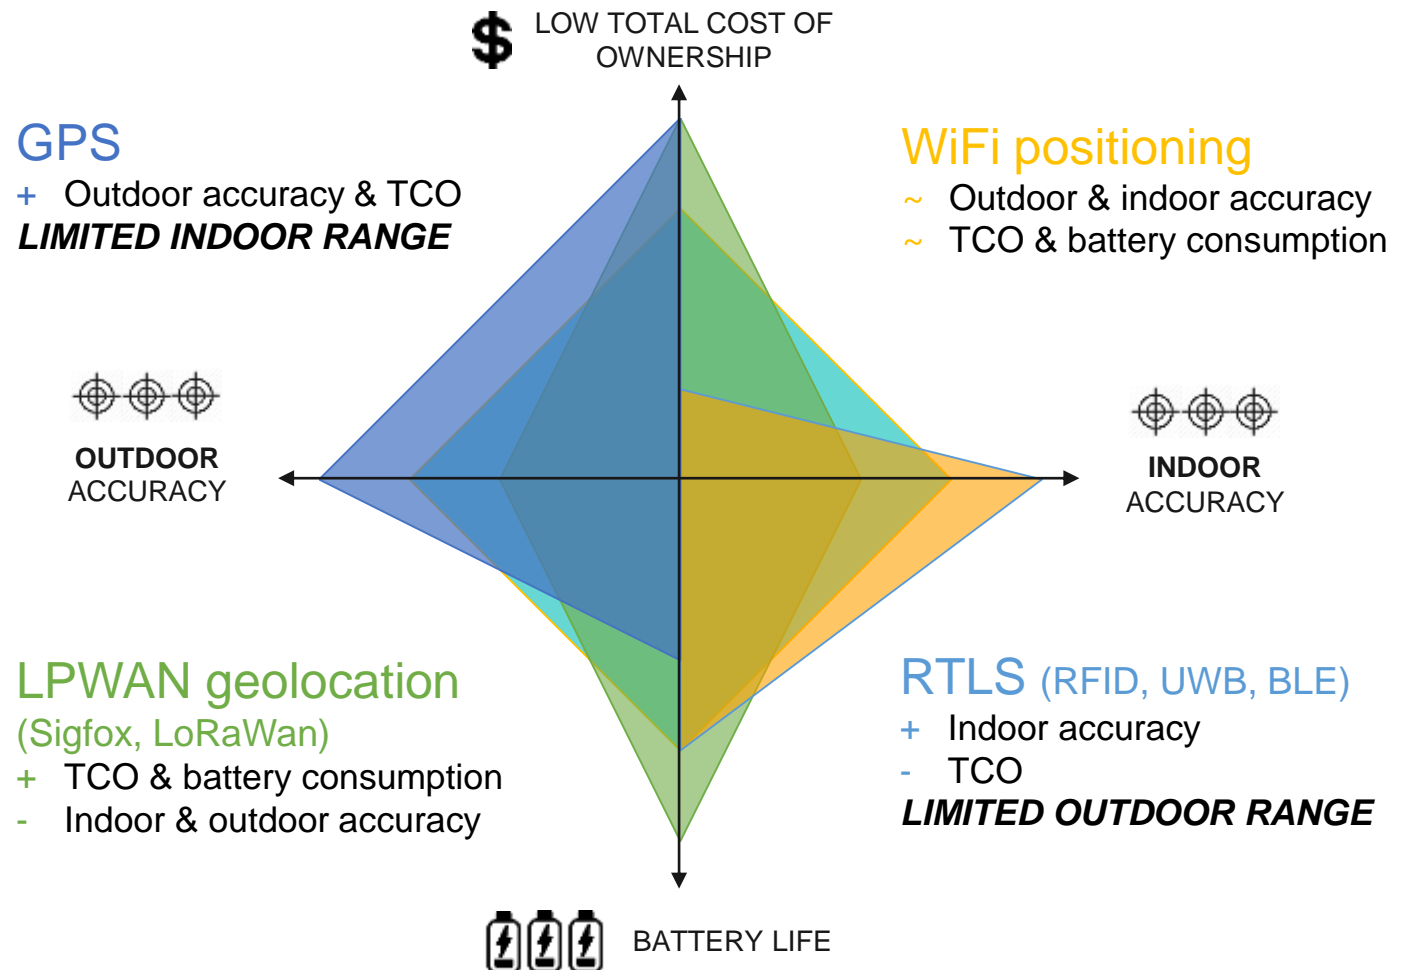 $ LOW TOTAL COST OF
OWNERSHIP
GPS
+ Outdoor accuracy & TCO
LIMITED INDOOR RANGE
WiFi positioning
~ Outdoor & indoor accuracy
~ TCO & battery consumption
OUTDOOR
ACCURACY
INDOOR
ACCURACY
LPWAN geolocation
(Sigfox, LoRaWan)
+ TCO & battery consumption
- Indoor & outdoor accuracy
RTLS (RFID, UWB, BLE)
+ Indoor accuracy
- TCO
LIMITED OUTDOOR RANGE
BATTERY LIFE